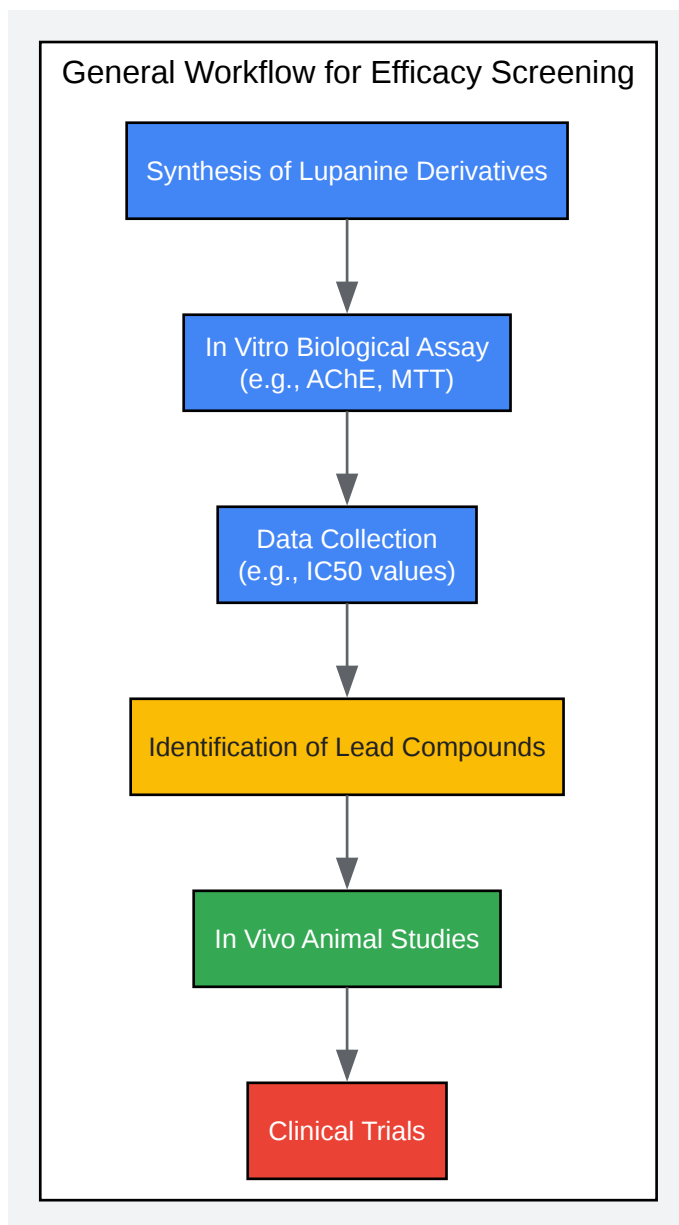 General Workflow for Efficacy Screening
Synthesis of Lupanine Derivatives
In Vitro Biological Assay
(e.g., AChE, MTT)
Data Collection
(e.g., IC50 values)
Identification of Lead Compounds
In Vivo Animal Studies
Clinical Trials